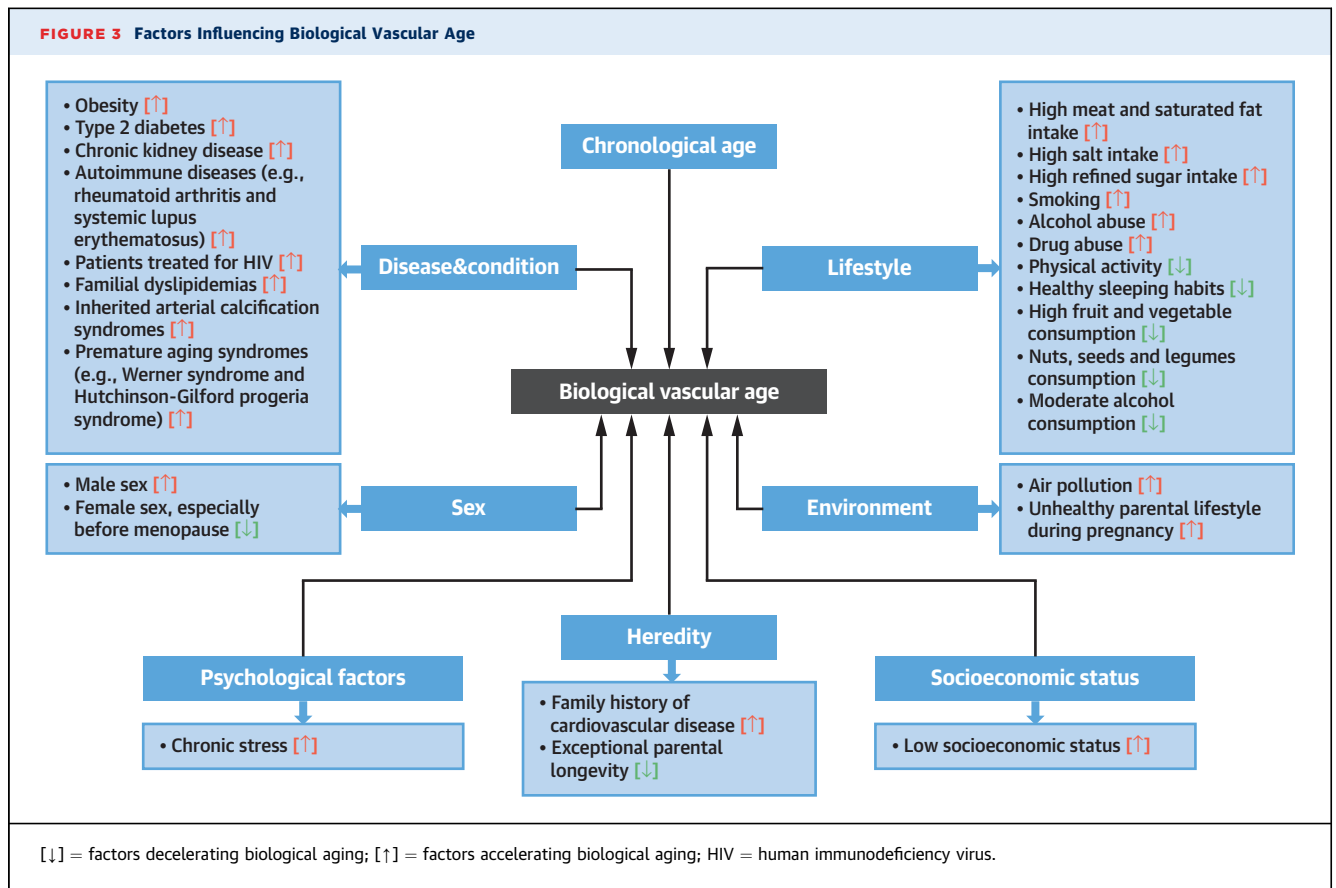 FIGURE 3 Factors Influencing Biological Vascular Age
• Obesity [↑]
• Type 2 diabetes [↑]
• Chronic kidney disease [↑]
• Autoimmune diseases (e.g.,
rheumatoid arthritis and
systemic lupus
erythematosus) [↑]
• Patients treated for HIV [↑]
• Familial dyslipidemias [↑]
• Inherited arterial calcification
syndromes [↑]
• Premature aging syndromes
(e.g., Werner syndrome and
Hutchinson-Gilford progeria
syndrome) [↑]
Disease&condition
Chronological age
Lifestyle
• High meat and saturated fat
intake [↑]
• High salt intake [↑]
• High refined sugar intake [↑]
• Smoking [↑]
• Alcohol abuse [↑]
• Drug abuse [↑]
• Physical activity [↓]
• Healthy sleeping habits [↓]
• High fruit and vegetable
consumption [↓]
• Nuts, seeds and legumes
consumption [↓]
• Moderate alcohol
consumption [↓]
Biological vascular age
• Male sex [↑]
• Female sex, especially
before menopause [↓]
Sex
Environment
• Air pollution [↑]
• Unhealthy parental lifestyle
during pregnancy [↑]
Psychological factors
• Chronic stress [↑]
Heredity
• Family history of
cardiovascular disease [↑]
• Exceptional parental
longevity [↓]
Socioeconomic status
• Low socioeconomic status [↑]
[↓] = factors decelerating biological aging; [↑] = factors accelerating biological aging; HIV = human immunodeficiency virus.